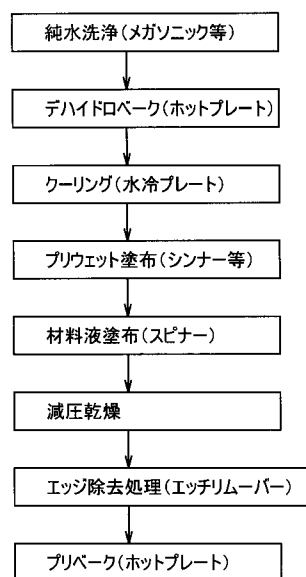 純水洗浄(メガソニック等)
デハイドロベーク(ホットプレート)
クーリング(水冷プレート)
プリウェット塗布(シンナー等)
材料液塗布(スピナー)
減圧乾燥
エッジ除去処理(エッチリムーバー)
プリベーク(ホットプレート)